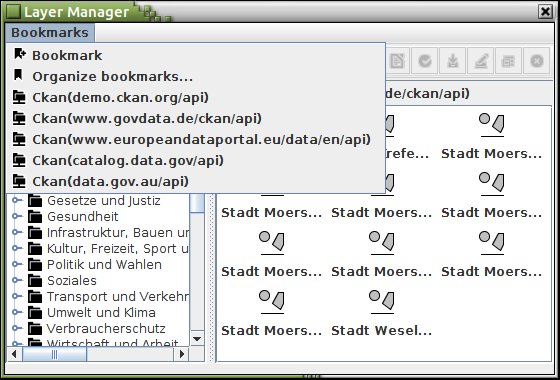 Layer Manager
Bookmarks
Bookmark
Organize bookmarks...
Ckan(demo.ckan.org/api)
Ckan(www.govdata.de/ckan/api)
Ckan(www.europeandataportal.eu/data/en/api)
Ckan(catalog.data.gov/api)
Ckan(data.gov.au/api)
de/ckan/api)
refe...
Stadt Moers...
Gesetze und Justiz
Gesundheit
Infrastruktur, Bauen un
Kultur, Freizeit, Sport u
Politik und Wahlen
Soziales
Transport und Verkehr
Umwelt und Klima
Verbraucherschutz
Wirtschaft und Arbeit
Stadt Moers... Stadt Moers... Stadt Moers...
Stadt Moers... Stadt Moers... Stadt Moers...
Stadt Moers... Stadt Wesel...